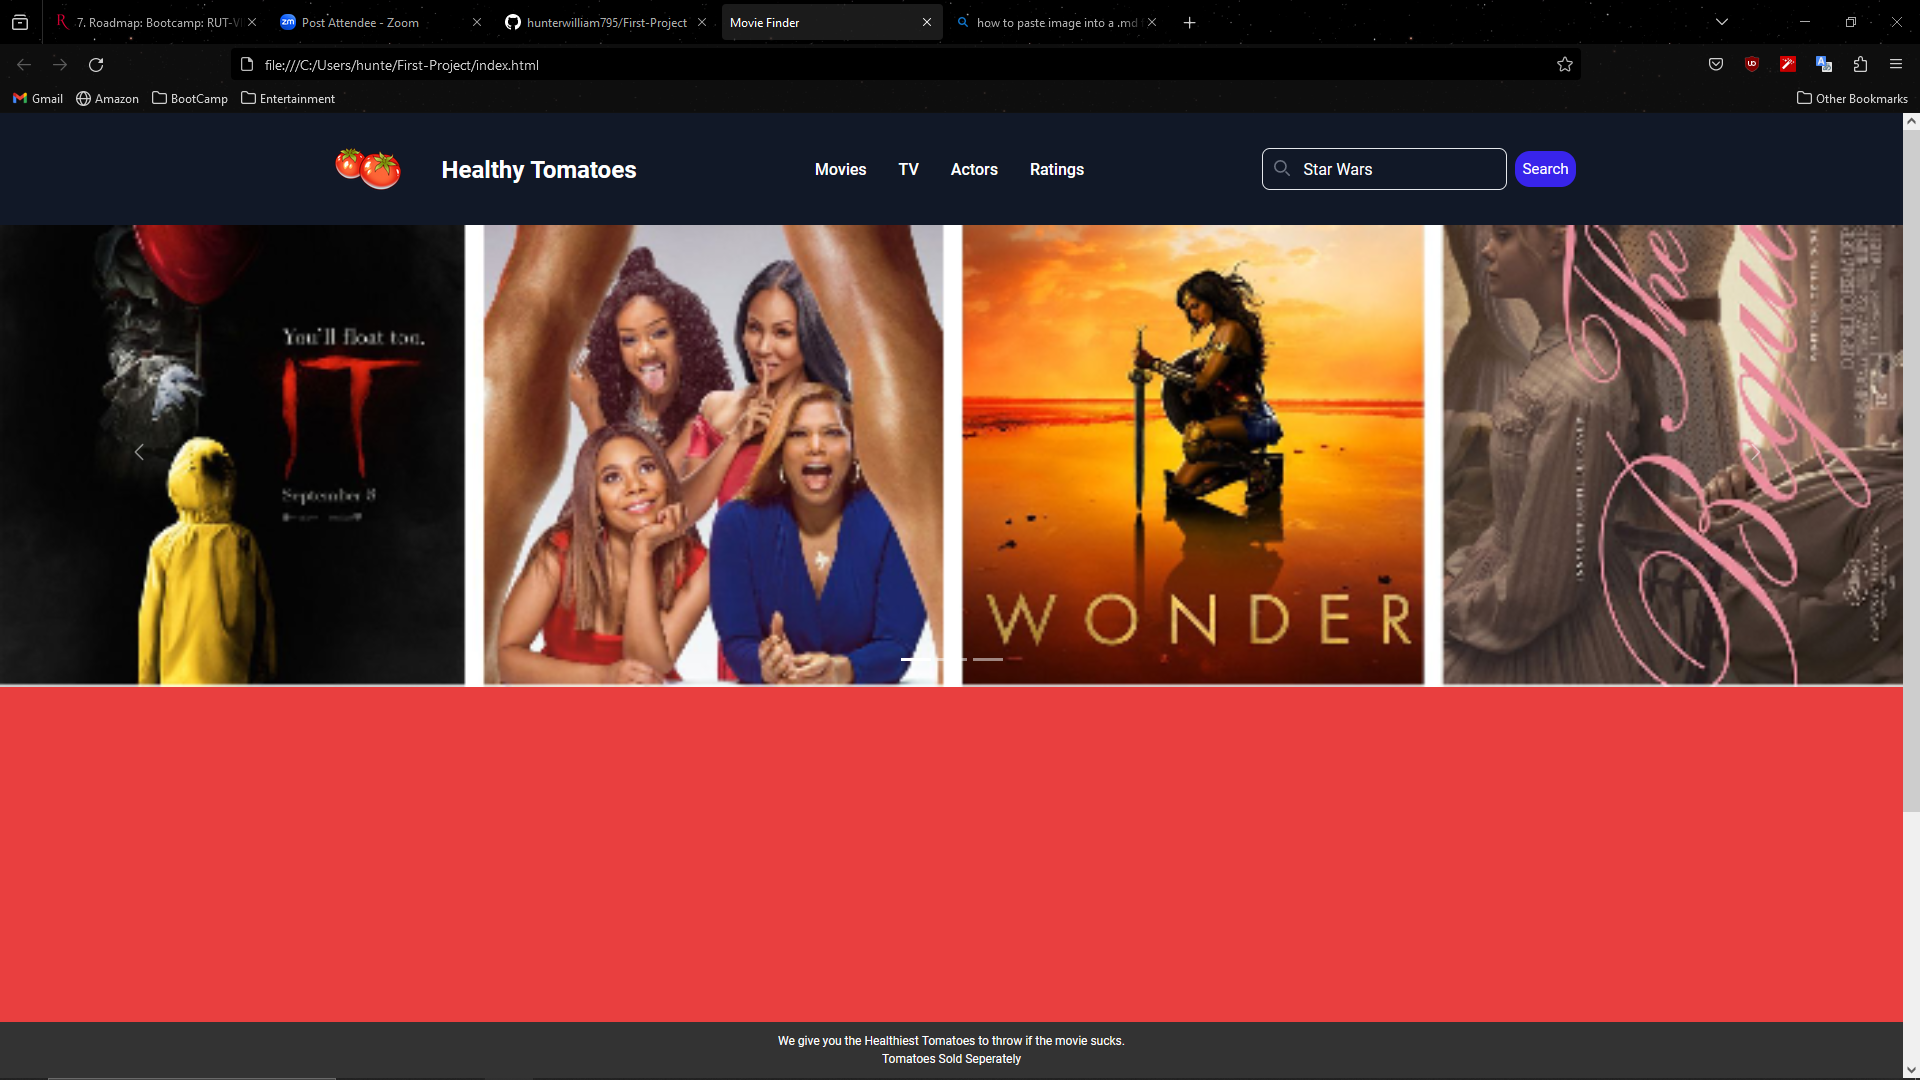 7. Roadmap: Bootcamp: RUT-V
Post Attendee - Zoom
hunterwilliam795/First-Project
Movie Finder
how to paste image into a .md
file:///C:/Users/hunte/First-Project/index.html
Gmail
Amazon
BootCamp
Entertainment
Other Bookmarks
Healthy Tomatoes
Movies
TV
Actors
Ratings
Star Wars
Search
You'll float too.
IT
September 8
WONDER
The
We give you the Healthiest Tomatoes to throw if the movie sucks.
Tomatoes Sold Seperately